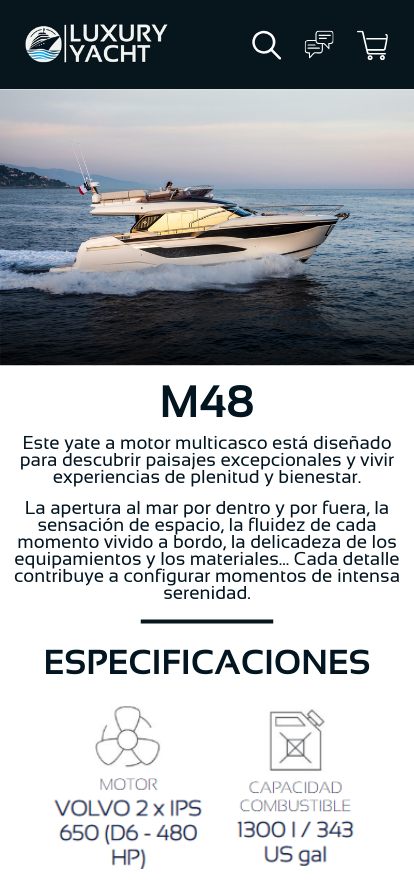 LUXURY
YACHT
M48
Este yate a motor multicasco está diseñado
para descubrir paisajes excepcionales y vivir
experiencias de plenitud y bienestar.
La apertura al mar por dentro y por fuera, la
sensación de espacio, la fluidez de cada
momento vivido a bordo, la delicadeza de los
equipamientos y los materiales... Cada detalle
contribuye a configurar momentos de intensa
serenidad.
ESPECIFICACIONES
MOTOR
VOLVO 2 x IPS
650 (D6 - 480
HP)
CAPACIDAD
COMBUSTIBLE
1300 l / 343
US gal